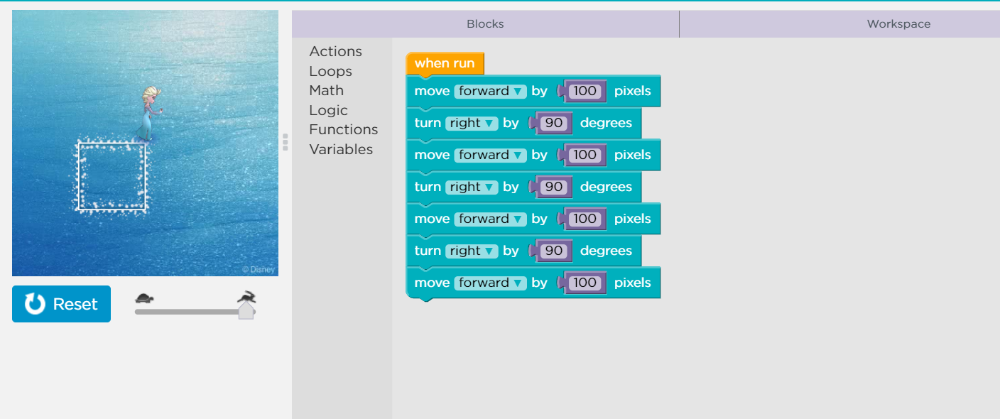 Blocks
Workspace
Actions
Loops
Math
Logic
Functions
Variables
when run
move forward ▼ by 100 pixels
turn right ▼ by 90 degrees
move forward ▼ by 100 pixels
turn right ▼ by 90 degrees
move forward ▼ by 100 pixels
turn right ▼ by 90 degrees
move forward ▼ by 100 pixels
© Disney
Reset